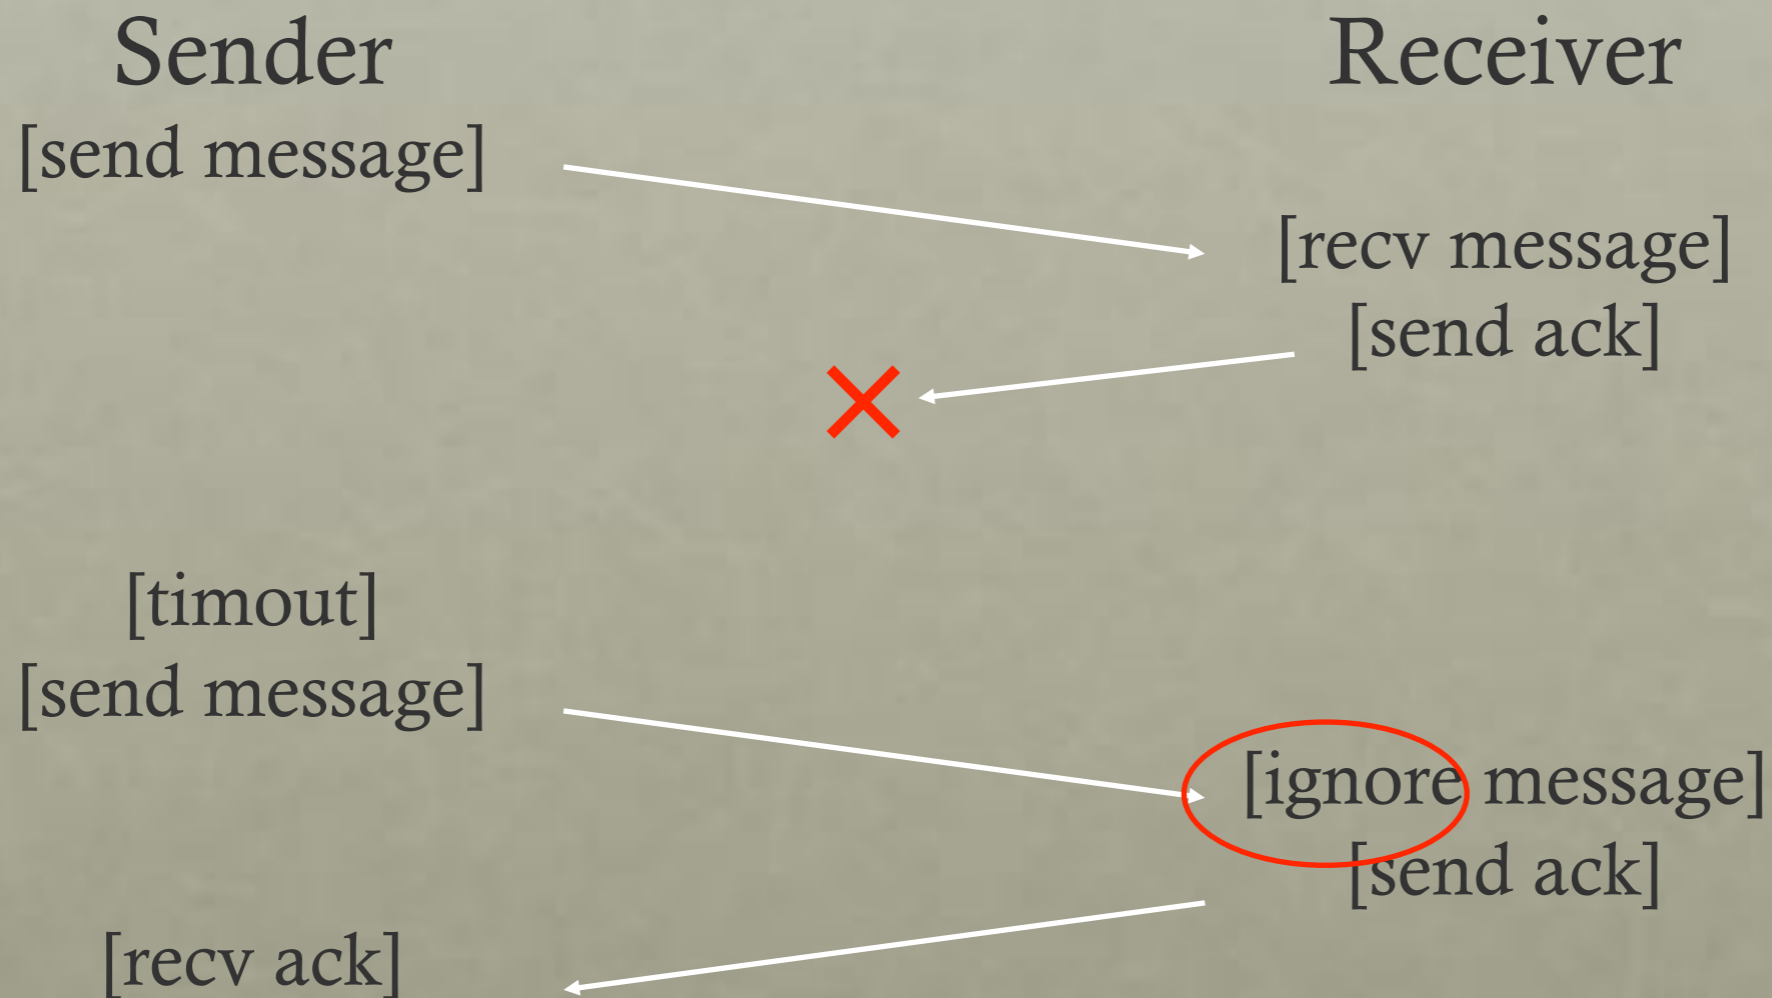 Sender
Receiver
[send message]
[recv message]
[send ack]
[timout]
[send message]
[ignore message]
[send ack]
[recv ack]